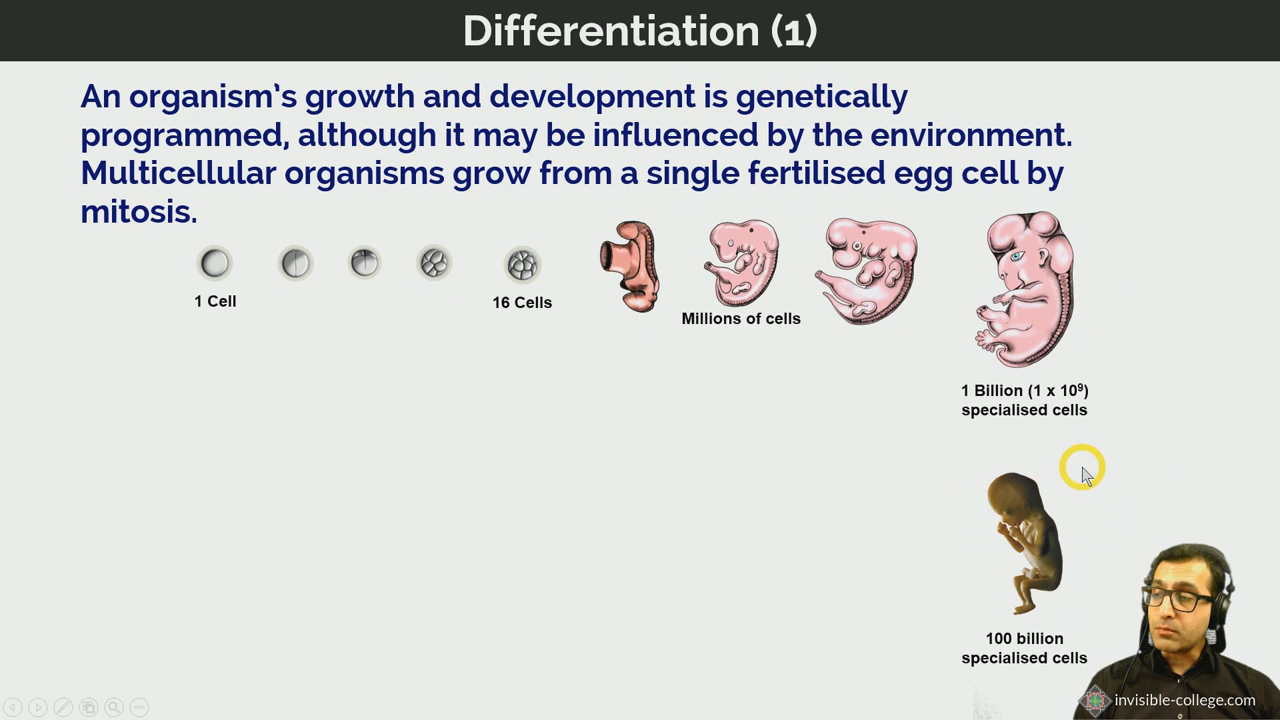 Differentiation (1)
An organism's growth and development is genetically
programmed, although it may be influenced by the environment.
Multicellular organisms grow from a single fertilised egg cell by
mitosis.
1 Cell
16 Cells
Millions of cells
1 Billion (1 x 10⁹)
specialised cells
100 billion
specialised cells
invisible-college.com